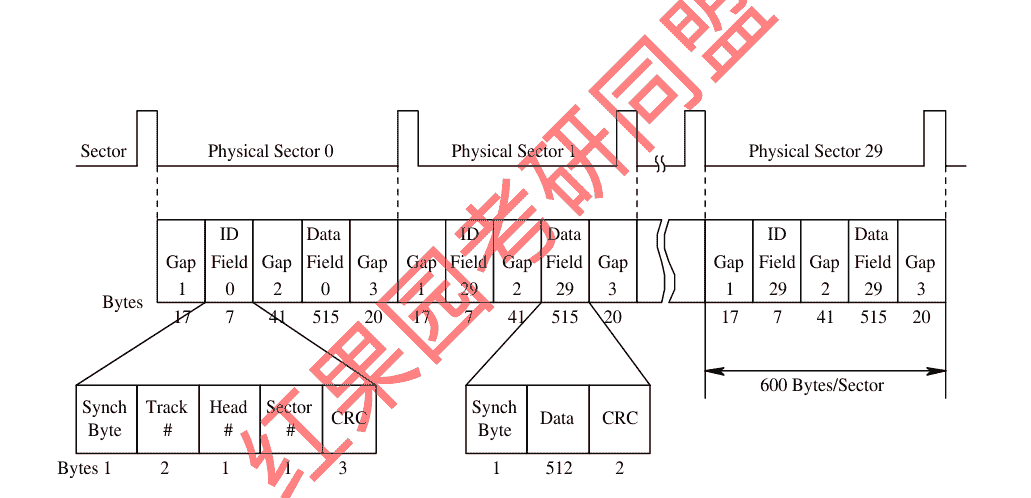 Sector Physical Sector 0 Physical Sector 1 Physical Sector 29
ID Data ID Data ID Data
Gap Field Gap Field Gap Gap Field Gap Field Gap Gap Field Gap Field Gap
1 0 2 0 3 1 29 2 29 3 1 29 2 29 3
Bytes
17 7 41 515 20 17 7 41 515 20 17 7 41 515 20
600 Bytes/Sector
Synch Track Head Sector CRC
Byte # # #
Bytes 1 2 1 1 3
Synch Data CRC
Byte
1 512 2
红果园考研同盟